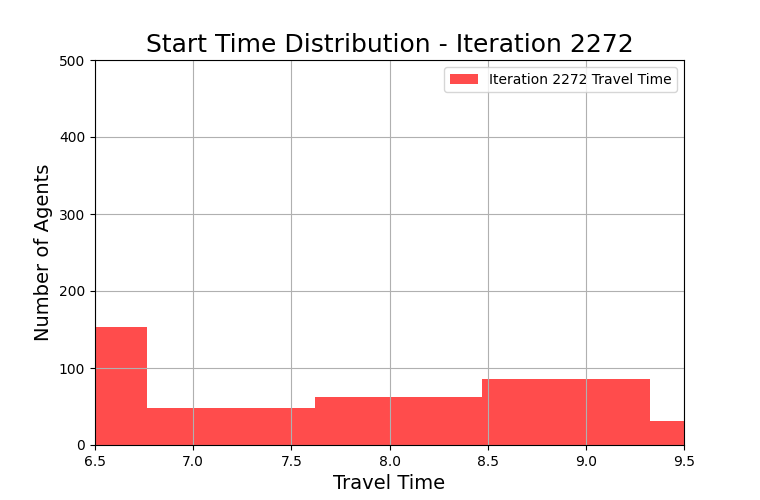 Start Time Distribution - Iteration 2272
Iteration 2272 Travel Time
Number of Agents
500
400
300
200
100
0
6.5 7.0 7.5 8.0 8.5 9.0 9.5
Travel Time